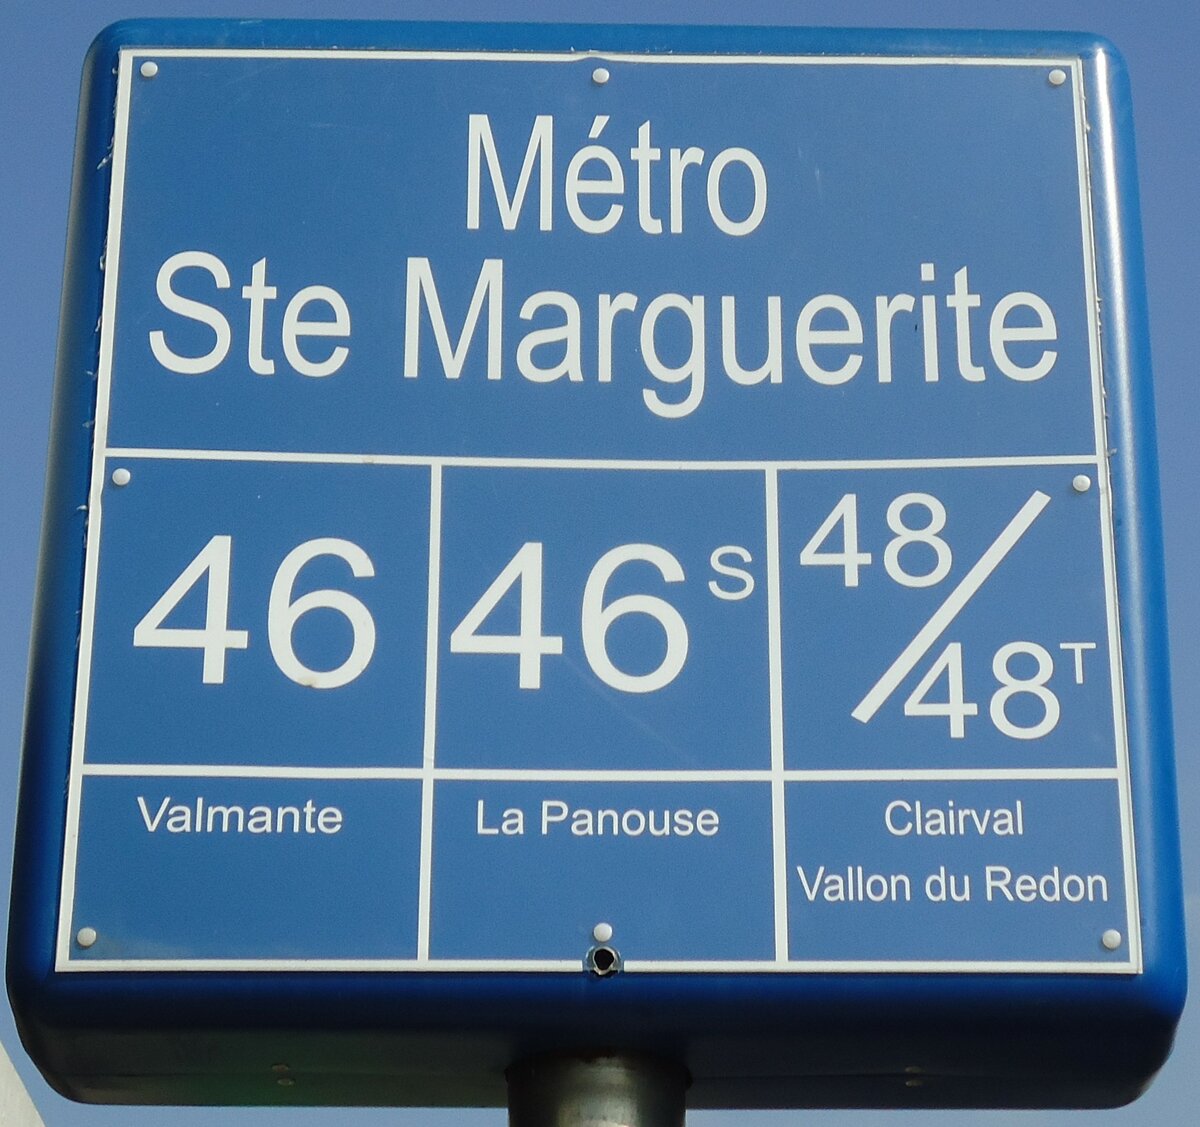 Métro
Ste Marguerite
46
46S
48/48T
Valmante
La Panouse
Clairval
Vallon du Redon